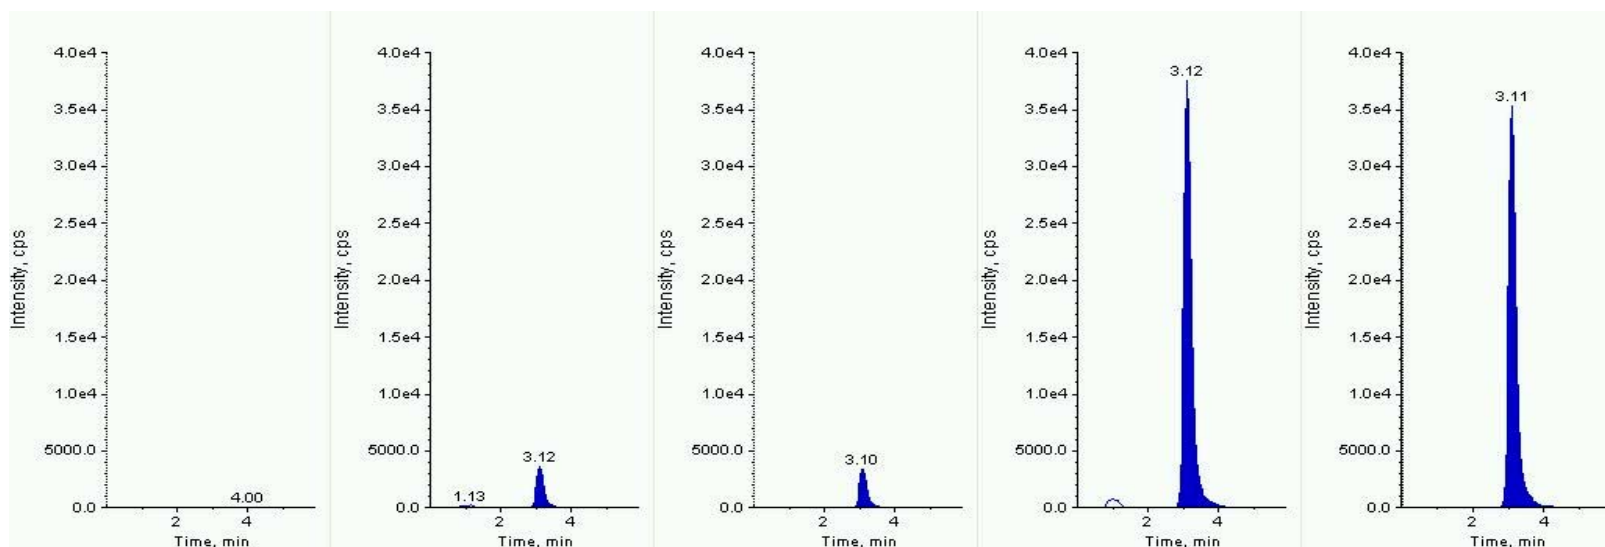 4.0e4
3.5e4
3.0e4
2.5e4
2.0e4
1.5e4
1.0e4
5000.0
0.0
Intensity, cps
4.00
2 4
Time, min
4.0e4
3.5e4
3.0e4
2.5e4
2.0e4
1.5e4
1.0e4
5000.0
0.0
Intensity, cps
1.13
3.12
2 4
Time, min
4.0e4
3.5e4
3.0e4
2.5e4
2.0e4
1.5e4
1.0e4
5000.0
0.0
Intensity, cps
3.10
2 4
Time, min
4.0e4
3.5e4
3.0e4
2.5e4
2.0e4
1.5e4
1.0e4
5000.0
0.0
Intensity, cps
3.12
2 4
Time, min
4.0e4
3.5e4
3.0e4
2.5e4
2.0e4
1.5e4
1.0e4
5000.0
0.0
Intensity, cps
3.11
2 4
Time, min